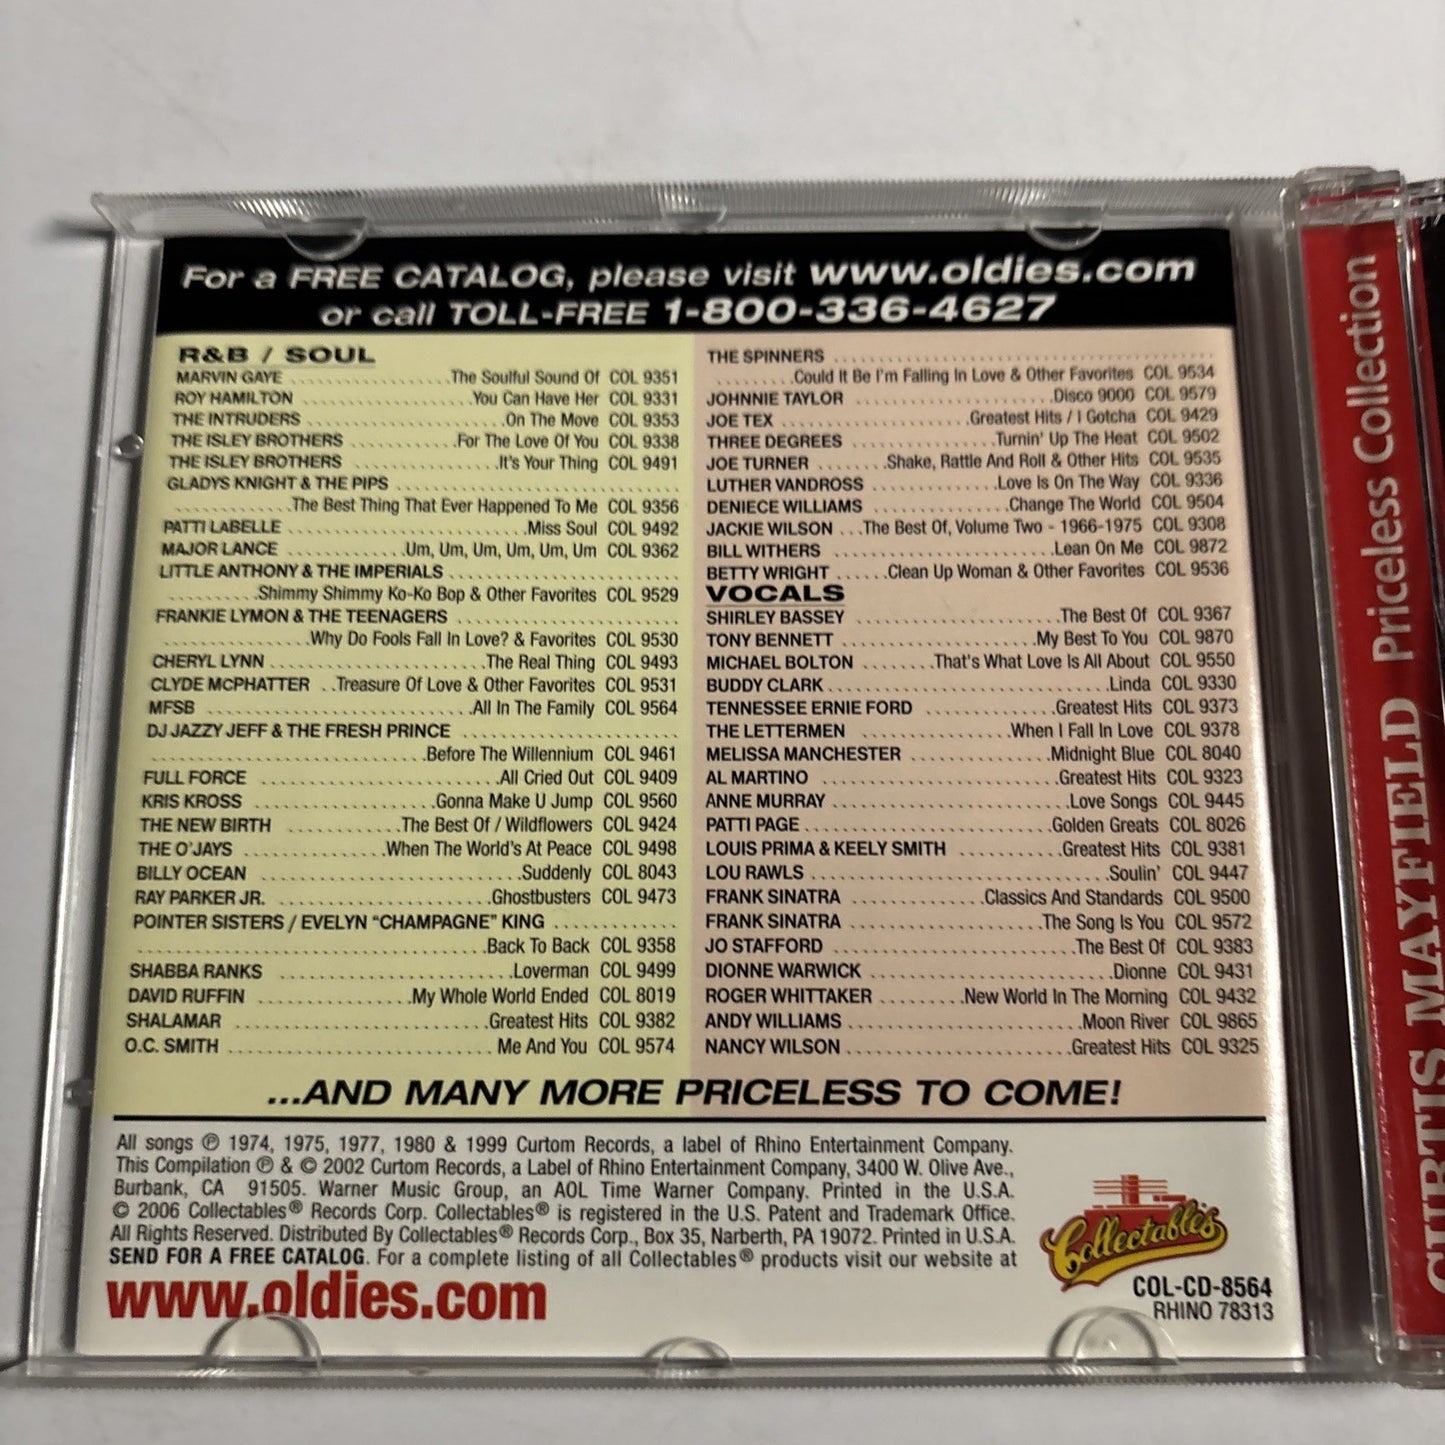 For a FREE CATALOG, please visit www.oldies.com
or call TOLL-FREE 1-800-336-4627
R&B / SOUL
MARVIN GAYE ..................The Soulful Sound Of COL 9351
ROY HAMILTON ..................You Can Have Her COL 9331
THE INTRUDERS ..................On The Move COL 9353
THE ISLEY BROTHERS ...........For The Love Of You COL 9338
THE ISLEY BROTHERS ...............It's Your Thing COL 9491
GLADYS KNIGHT & THE PIPS ..............................
.............The Best Thing That Ever Happened To Me COL 9356
PATTI LABELLE ..........................Miss Soul COL 9492
MAJOR LANCE ............Um, Um, Um, Um, Um, Um COL 9362
LITTLE ANTHONY & THE IMPERIALS ........................
..........Shimmy Shimmy Ko-Ko Bop & Other Favorites COL 9529
FRANKIE LYMON & THE TEENAGERS ........................
................Why Do Fools Fall In Love? & Favorites COL 9530
CHERYL LYNN ........................The Real Thing COL 9493
CLYDE McPHATTER ..Treasure Of Love & Other Favorites COL 9531
MFSB ...........................All In The Family COL 9564
DJ JAZZY JEFF & THE FRESH PRINCE ......................
...............................Before The Willennium COL 9461
FULL FORCE ..........................All Cried Out COL 9409
KRIS KROSS ....................Gonna Make U Jump COL 9560
THE NEW BIRTH ............The Best Of / Wildflowers COL 9424
THE O'JAYS ...............When The World's At Peace COL 9498
BILLY OCEAN .............................Suddenly COL 8043
RAY PARKER JR. .......................Ghostbusters COL 9473
POINTER SISTERS / EVELYN "CHAMPAGNE" KING .............
.....................................Back To Back COL 9358
SHABBA RANKS .........................Loverman COL 9499
DAVID RUFFIN .................My Whole World Ended COL 8019
SHALAMAR ...........................Greatest Hits COL 9382
O.C. SMITH ............................Me And You COL 9574
THE SPINNERS ........................................
.........Could It Be I'm Falling In Love & Other Favorites COL 9534
JOHNNIE TAYLOR .......................Disco 9000 COL 9579
JOE TEX .....................Greatest Hits / I Gotcha COL 9429
THREE DEGREES .................Turnin' Up The Heat COL 9502
JOE TURNER ........Shake, Rattle And Roll & Other Hits COL 9535
LUTHER VANDROSS ..............Love Is On The Way COL 9336
DENIECE WILLIAMS ................Change The World COL 9504
JACKIE WILSON ...The Best Of, Volume Two - 1966-1975 COL 9308
BILL WITHERS ........................Lean On Me COL 9872
BETTY WRIGHT ......Clean Up Woman & Other Favorites COL 9536
VOCALS
SHIRLEY BASSEY ......................The Best Of COL 9367
TONY BENNETT .....................My Best To You COL 9870
MICHAEL BOLTON ........That's What Love Is All About COL 9550
BUDDY CLARK ..............................Linda COL 9330
TENNESSEE ERNIE FORD ..............Greatest Hits COL 9373
THE LETTERMEN .................When I Fall In Love COL 9378
MELISSA MANCHESTER ................Midnight Blue COL 8040
AL MARTINO .........................Greatest Hits COL 9323
ANNE MURRAY ..........................Love Songs COL 9445
PATTI PAGE ..........................Golden Greats COL 8026
LOUIS PRIMA & KEELY SMITH ...........Greatest Hits COL 9381
LOU RAWLS ................................Soulin' COL 9447
FRANK SINATRA ..............Classics And Standards COL 9500
FRANK SINATRA .....................The Song Is You COL 9572
JO STAFFORD .........................The Best Of COL 9383
DIONNE WARWICK ..........................Dionne COL 9431
ROGER WHITTAKER .........New World In The Morning COL 9432
ANDY WILLIAMS .........................Moon River COL 9865
NANCY WILSON .......................Greatest Hits COL 9325
...AND MANY MORE PRICELESS TO COME!
All songs ℗ 1974, 1975, 1977, 1980 & 1999 Curtom Records, a label of Rhino Entertainment Company.
This Compilation ℗ & © 2002 Curtom Records, a Label of Rhino Entertainment Company, 3400 W. Olive Ave.,
Burbank, CA 91505. Warner Music Group, an AOL Time Warner Company. Printed in the U.S.A.
© 2006 Collectables® Records Corp. Collectables® is registered in the U.S. Patent and Trademark Office.
All Rights Reserved. Distributed By Collectables® Records Corp., Box 35, Narberth, PA 19072. Printed in U.S.A.
SEND FOR A FREE CATALOG. For a complete listing of all Collectables® products visit our website at
www.oldies.com
Collectables
COL-CD-8564
RHINO 78313
CURTIS MAYFIELD Priceless Collection